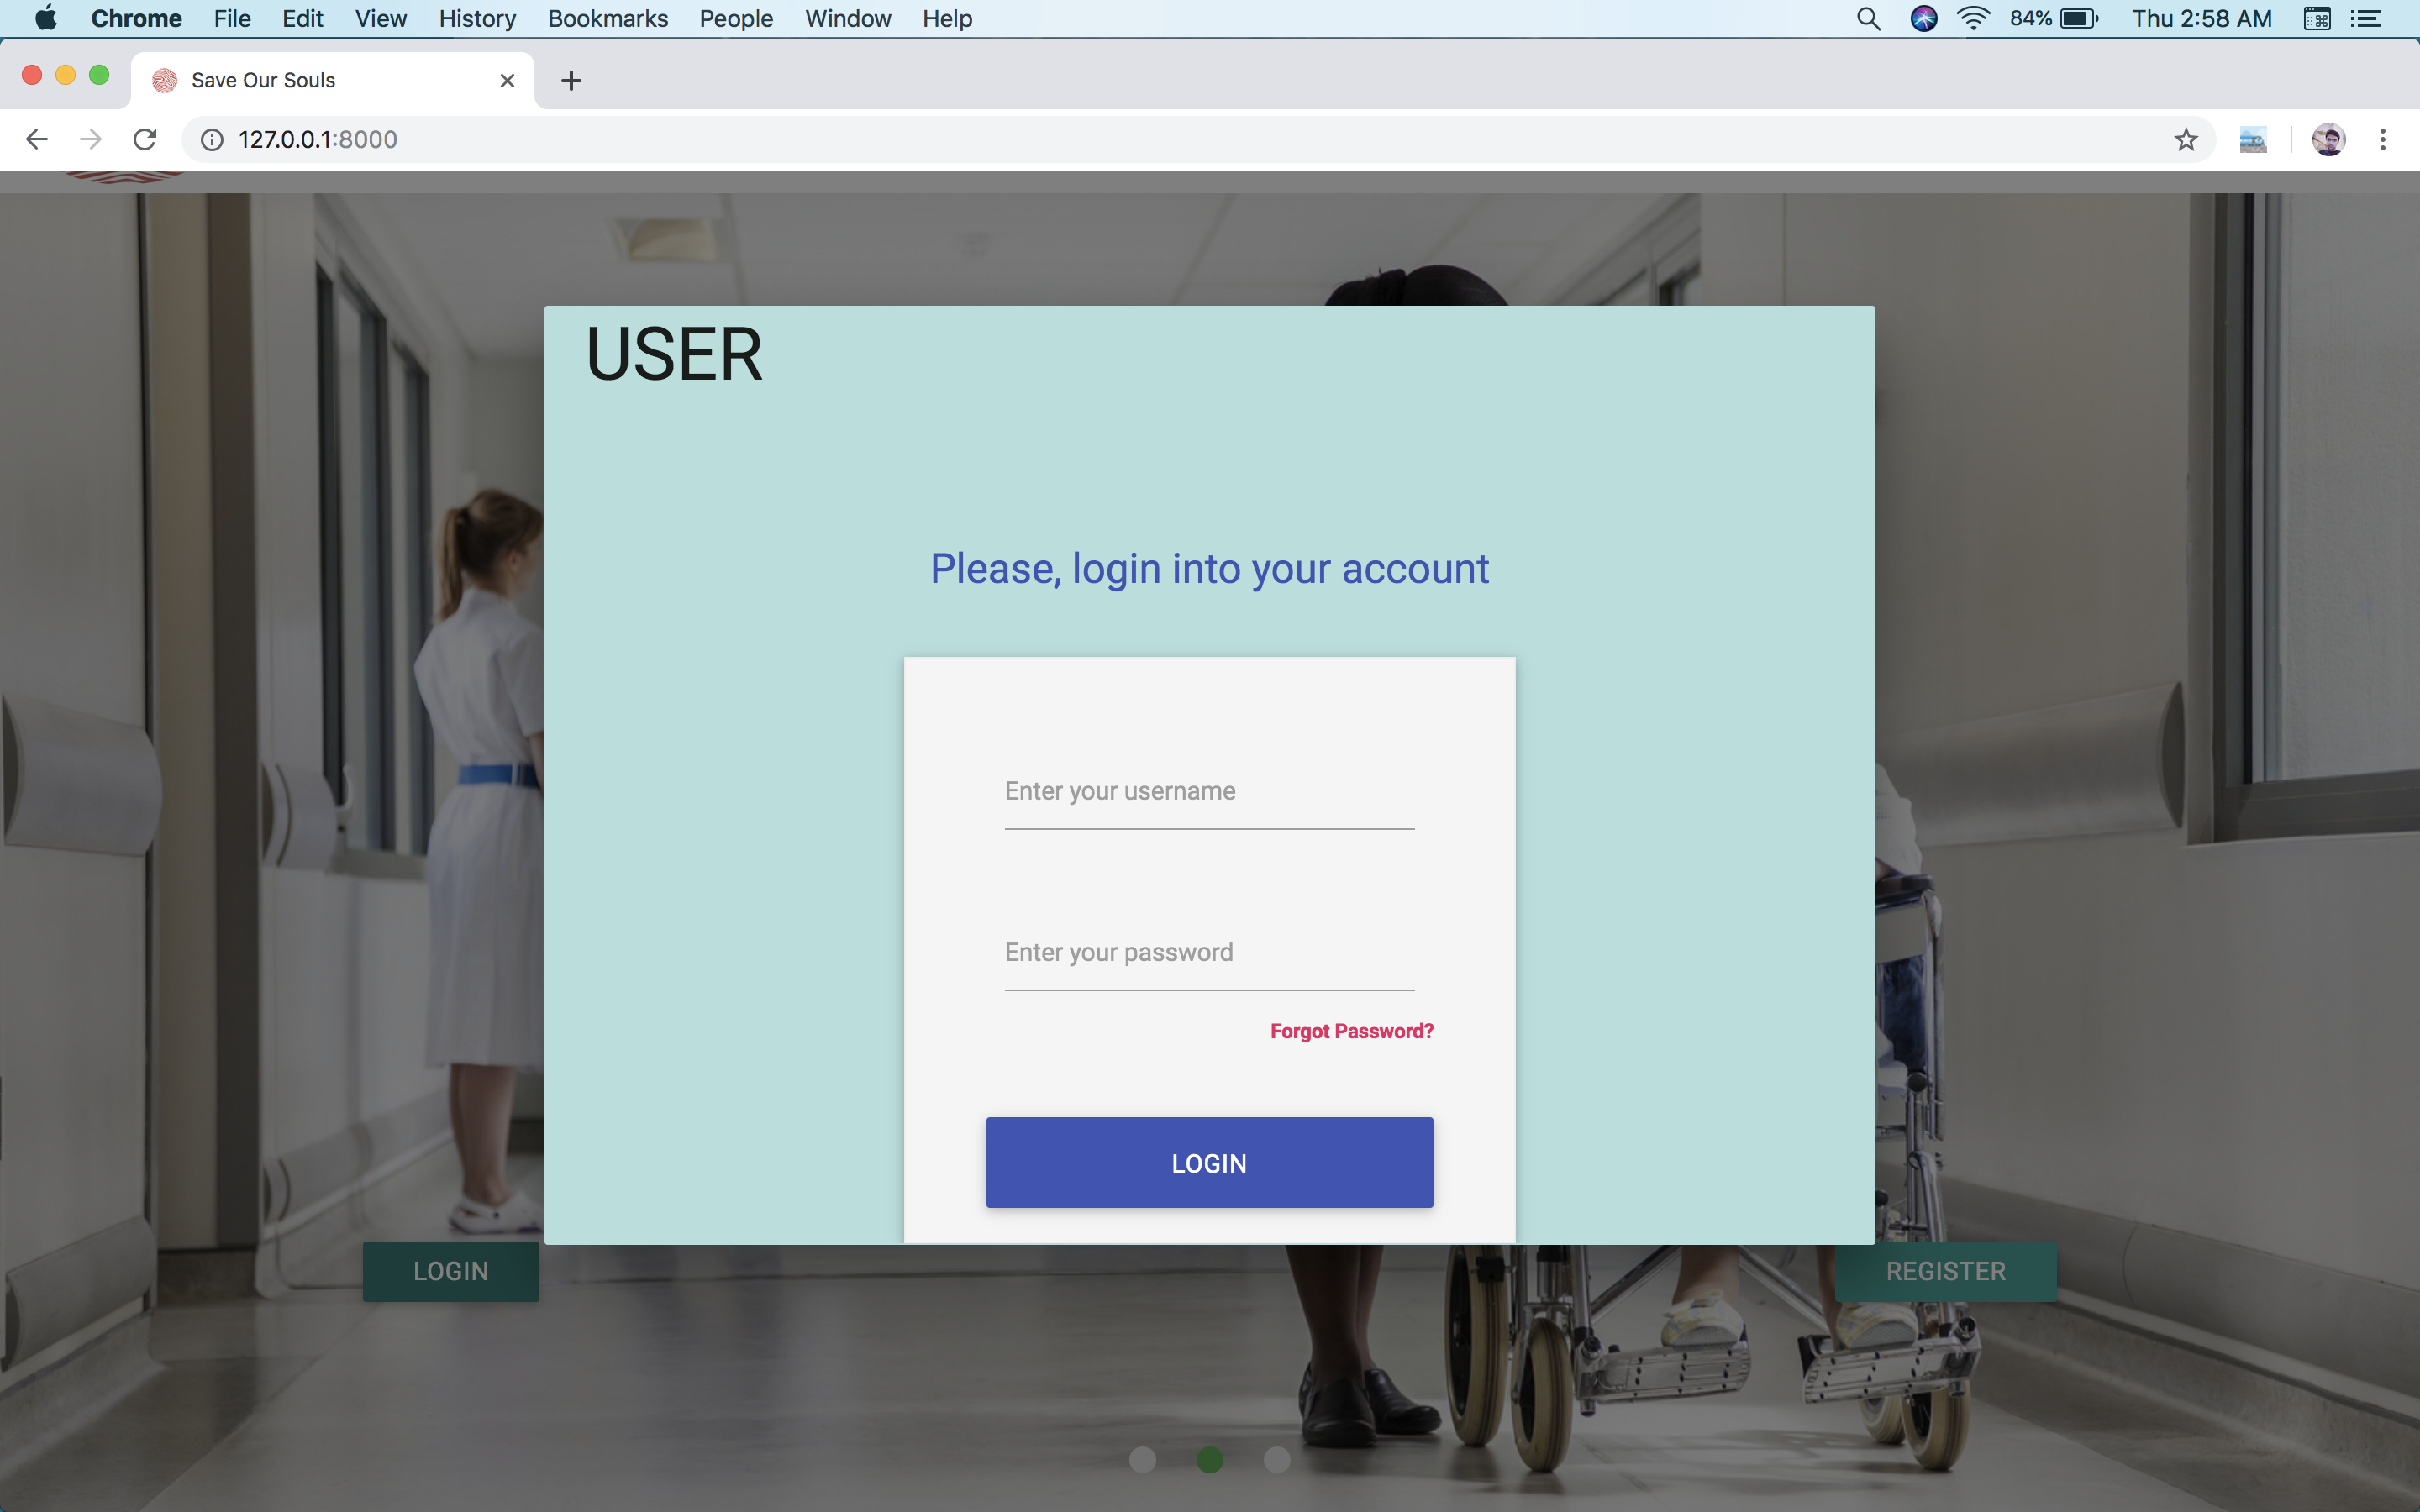 Chrome File Edit View History Bookmarks People Window Help 84% Thu 2:58 AM
Save Our Souls
127.0.0.1:8000
USER
Please, login into your account
Enter your username
Enter your password
Forgot Password?
LOGIN
LOGIN REGISTER